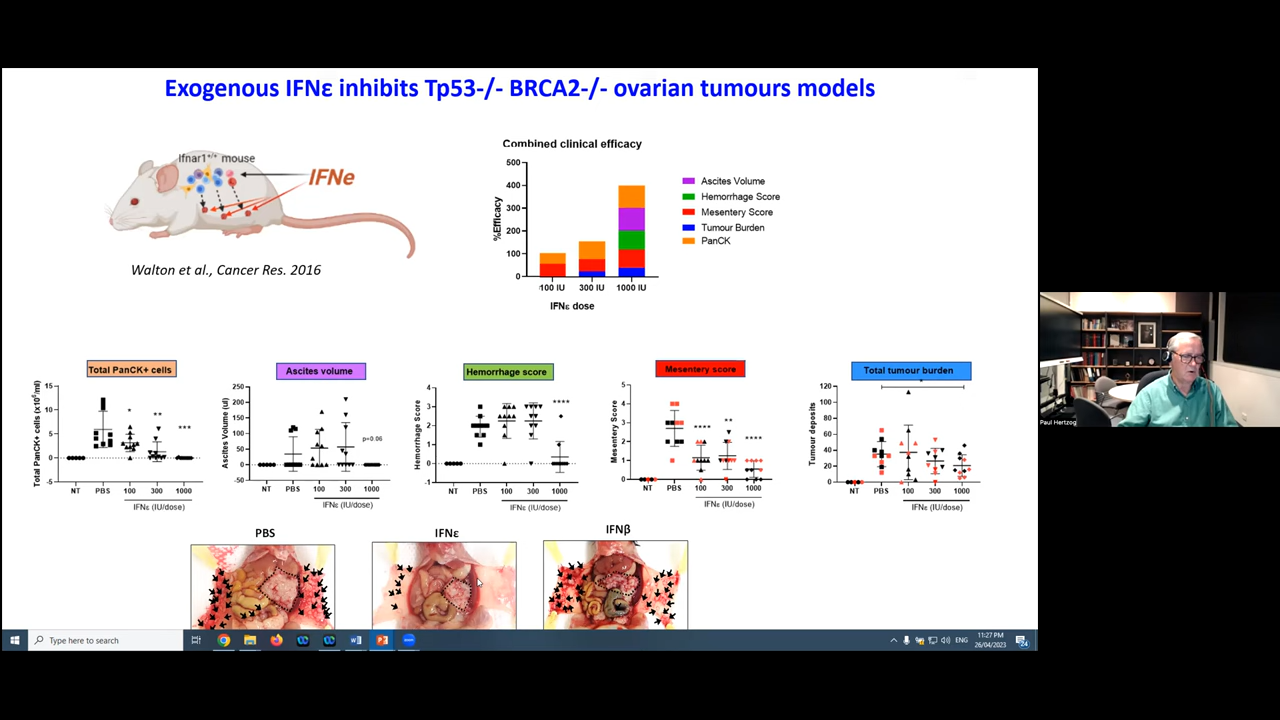 Exogenous IFNε inhibits Tp53-/- BRCA2-/- ovarian tumours models
Ifnar1+/+ mouse
IFNe
Walton et al., Cancer Res. 2016
Combined clinical efficacy
%Efficacy
500
400
300
200
100
0
100 IU
300 IU
1000 IU
IFNε dose
Ascites Volume
Hemorrhage Score
Mesentery Score
Tumour Burden
PanCK
Total PanCK+ cells
Total PanCK+ cells (x10⁵/ml)
15
10
5
0
-5
*
**
***
NT PBS 100 300 1000
IFNε (IU/dose)
Ascites volume
Ascites Volume (ul)
250
200
150
100
50
0
-50
p=0.06
NT PBS 100 300 1000
IFNε (IU/dose)
Hemorrhage score
Hemorrhage Score
4
3
2
1
0
-1
****
NT PBS 100 300 1000
IFNε (IU/dose)
Mesentery score
Mesentery Score
5
4
3
2
1
0
****
**
****
NT PBS 100 300 1000
IFNε (IU/dose)
Total tumour burden
Tumour deposits
120
100
80
60
40
20
0
*
NT PBS 100 300 1000
IFNε (IU/dose)
PBS
IFNε
IFNβ
Paul Hertzog
Type here to search
ENG
11:27 PM
26/04/2023
24